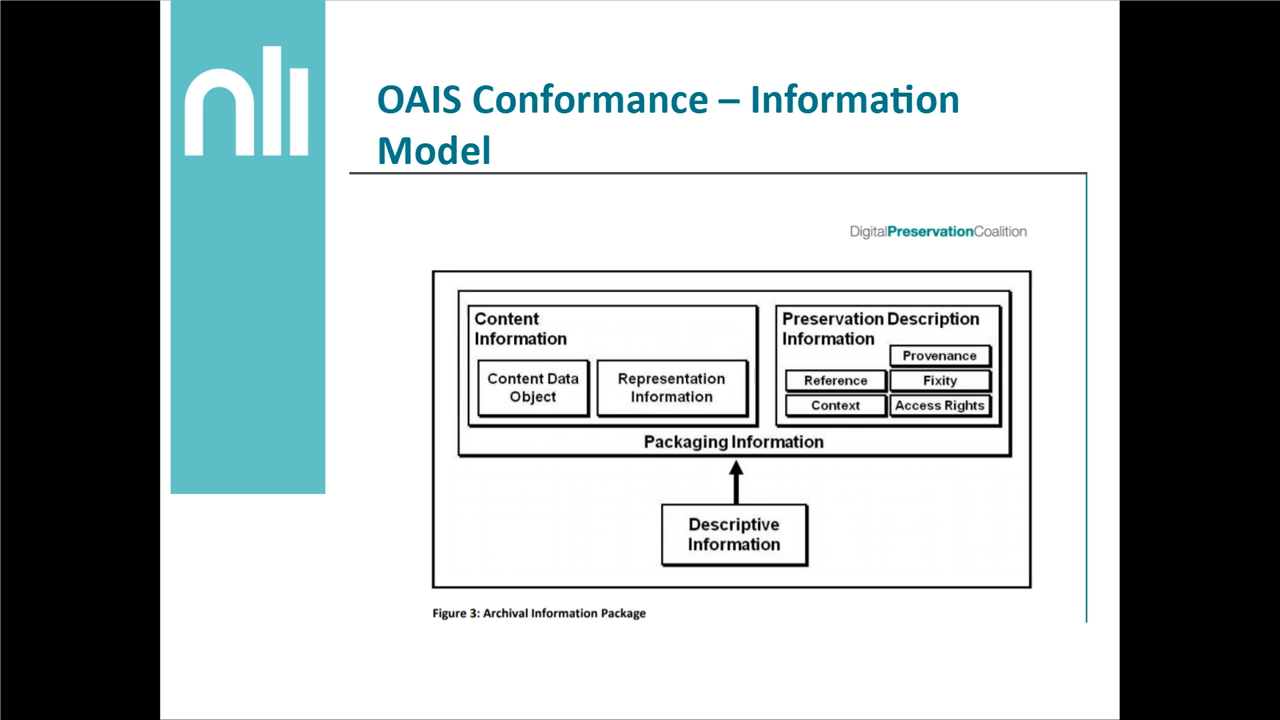 nli
OAIS Conformance – Information
Model
DigitalPreservationCoalition
Content
Information
Content Data
Object
Representation
Information
Preservation Description
Information
Provenance
Reference
Fixity
Context
Access Rights
Packaging Information
Descriptive
Information
Figure 3: Archival Information Package